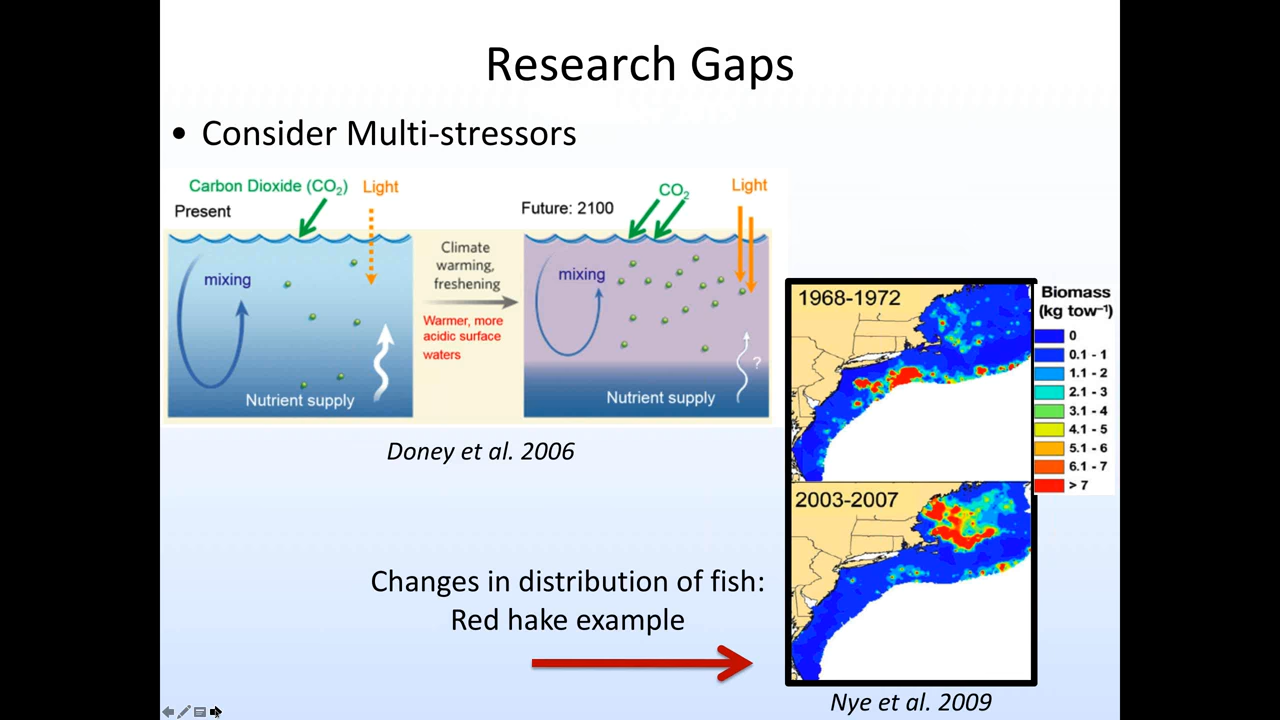 Research Gaps
• Consider Multi-stressors
Carbon Dioxide (CO₂)
Light
Present
mixing
Nutrient supply
Climate
warming,
freshening
Warmer, more
acidic surface
waters
Future: 2100
CO₂
Light
mixing
?
Nutrient supply
Doney et al. 2006
1968-1972
2003-2007
Biomass
(kg tow⁻¹)
0
0.1 - 1
1.1 - 2
2.1 - 3
3.1 - 4
4.1 - 5
5.1 - 6
6.1 - 7
> 7
Changes in distribution of fish:
Red hake example
Nye et al. 2009